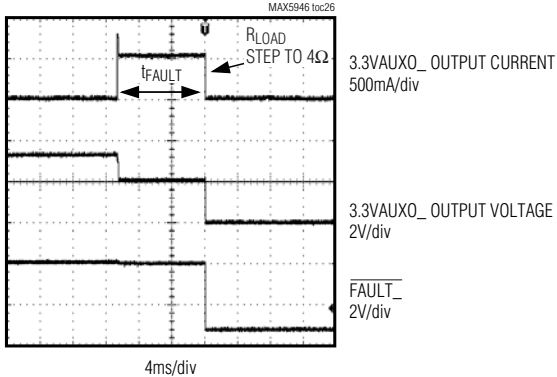 MAX5946 toc26
RLOAD
STEP TO 4Ω
tFAULT
3.3VAUXO_ OUTPUT CURRENT
500mA/div
3.3VAUXO_ OUTPUT VOLTAGE
2V/div
FAULT_
2V/div
4ms/div